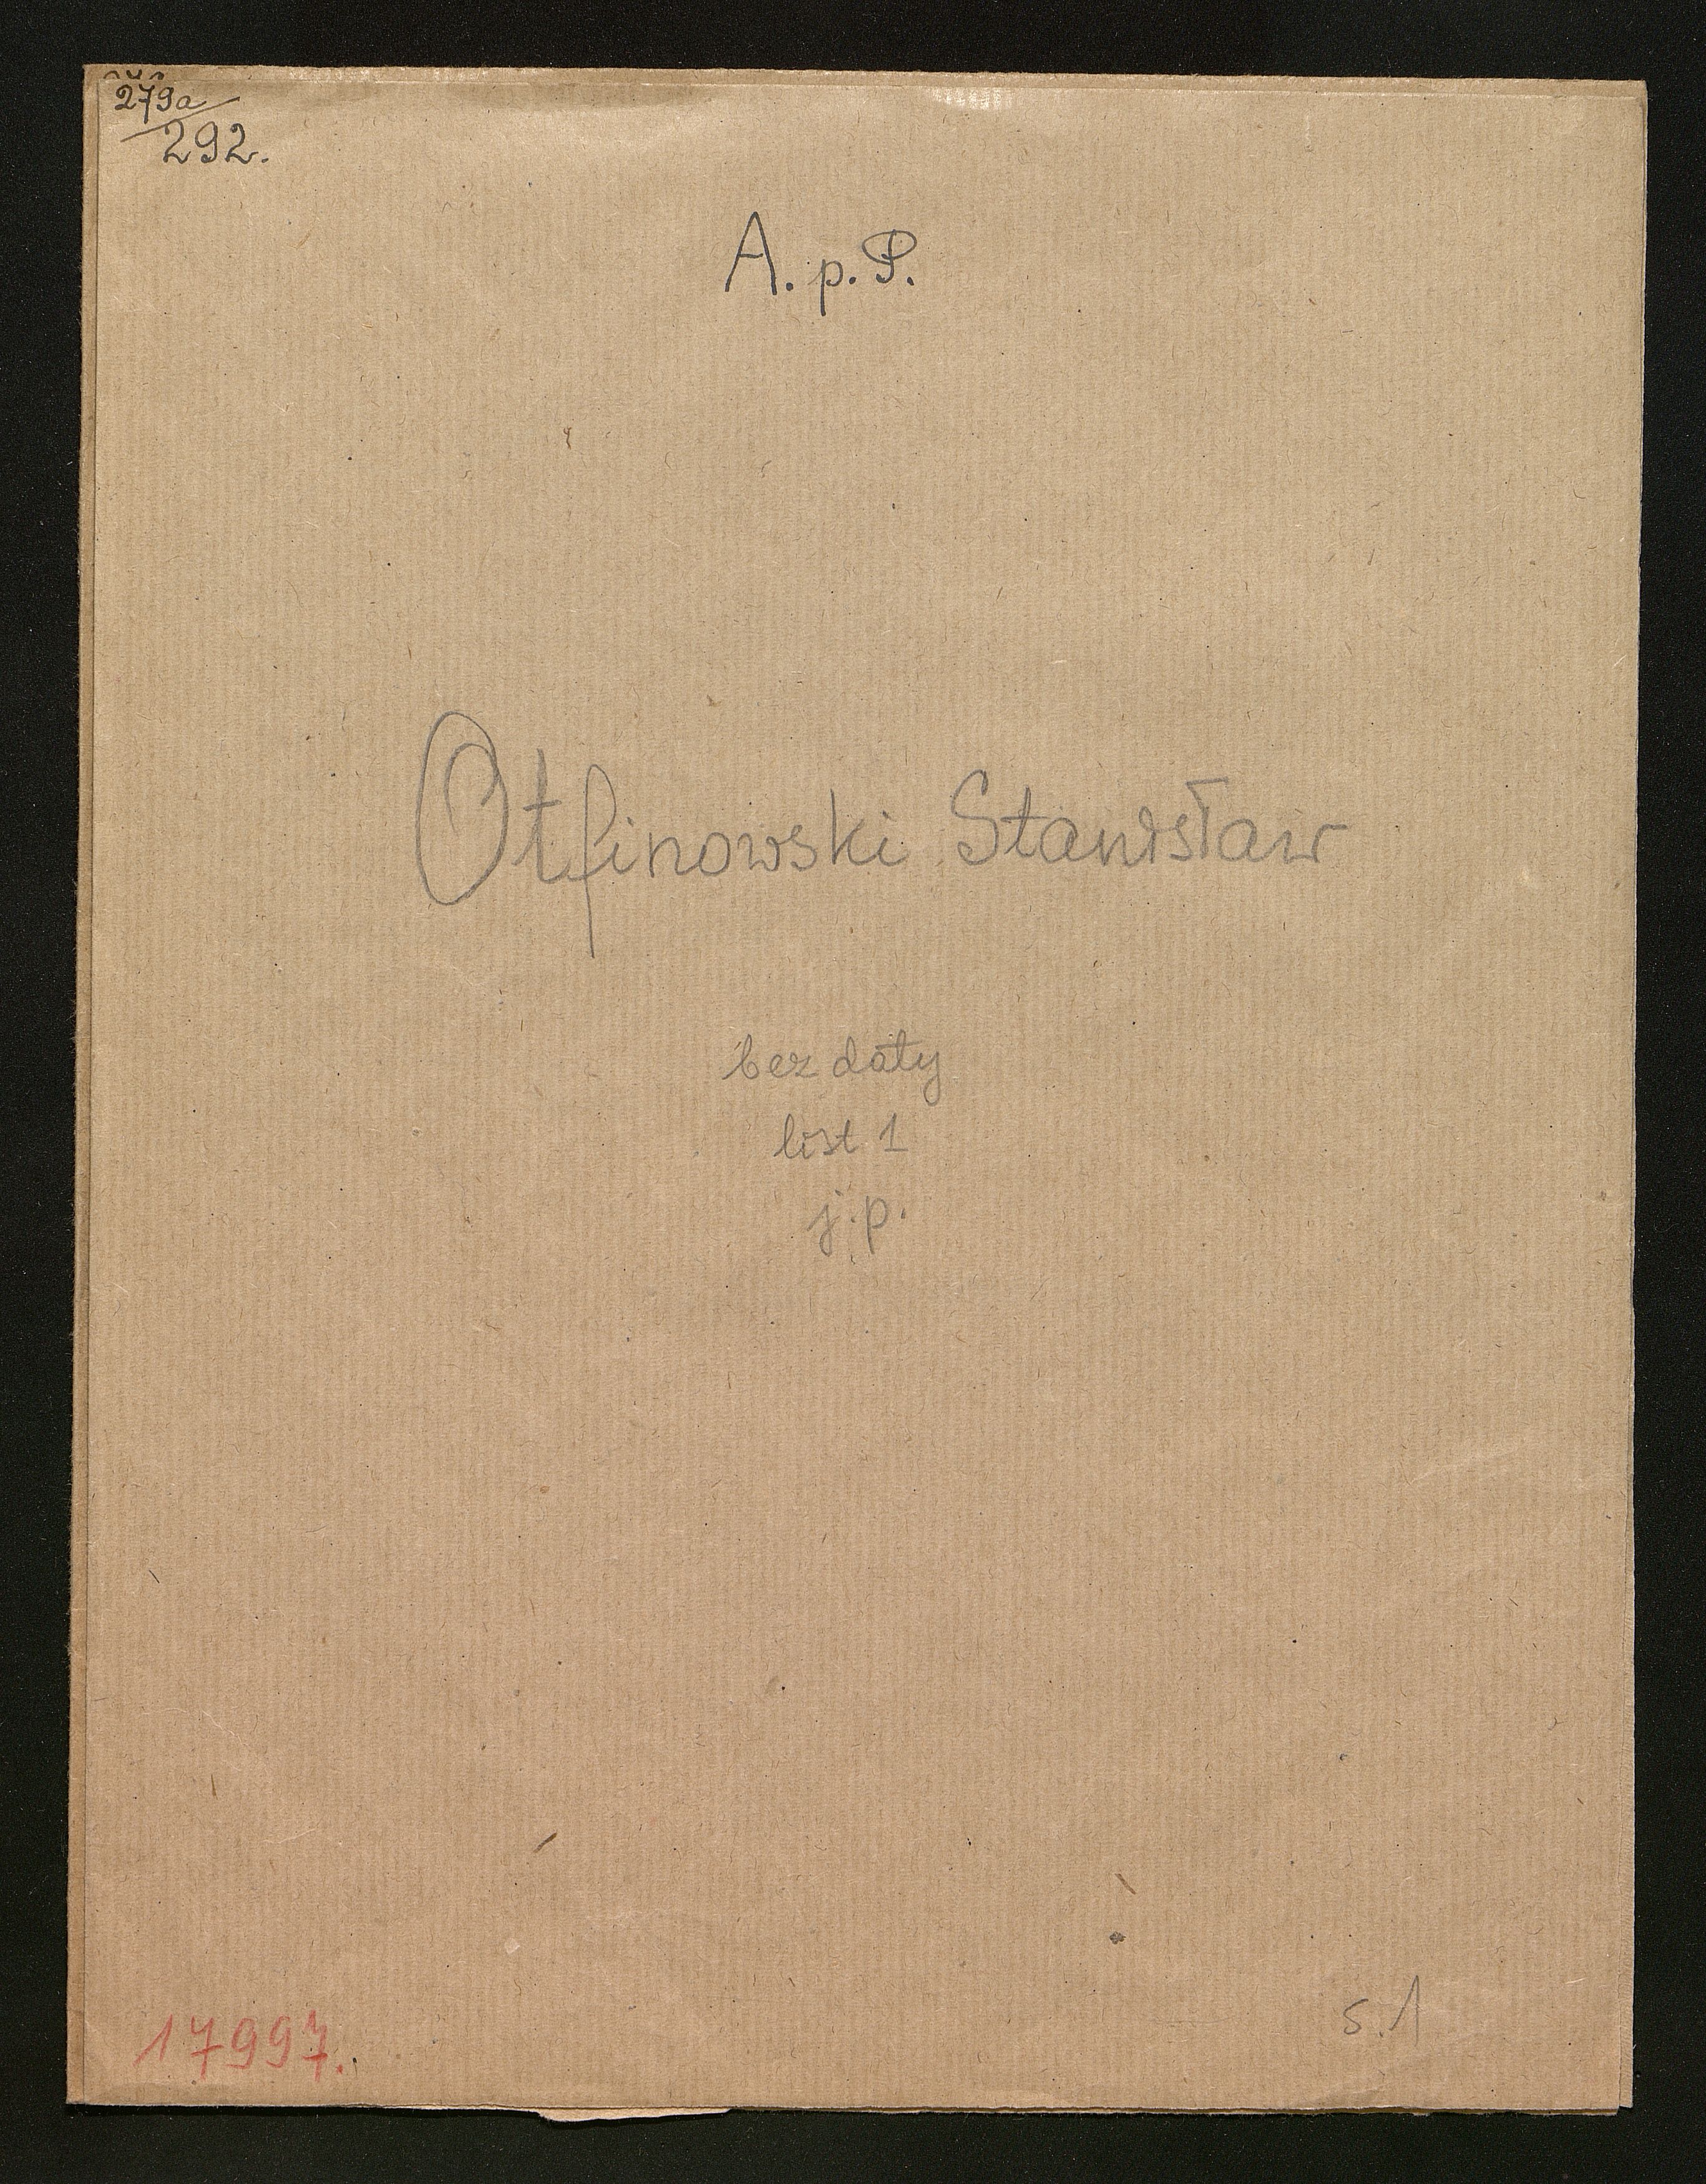 279a
292.
A. p. P.
Otfinowski Stanisław
bez daty
list 1
j. p.
17997.
s. 1